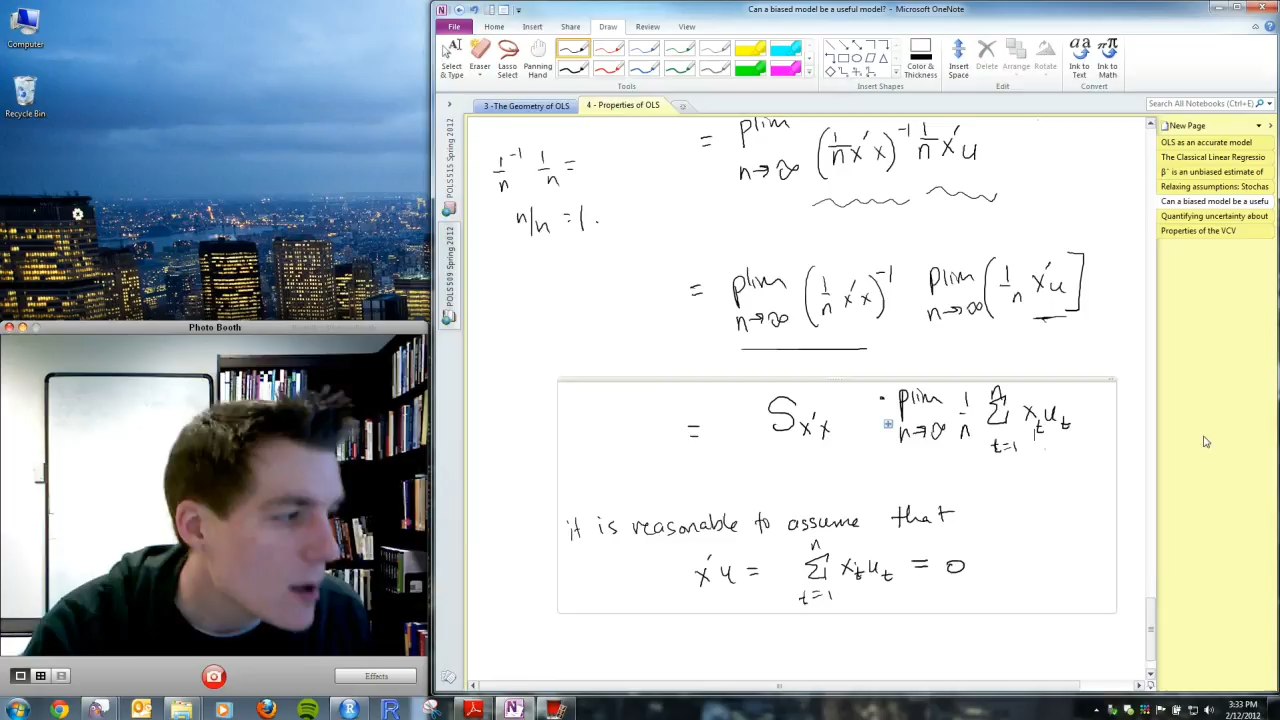 Computer
Recycle Bin
Can a biased model be a useful model? - Microsoft OneNote
File Home Insert Share Draw Review View
Select & Type
Eraser
Lasso Select
Panning Hand
Color & Thickness
Insert Space
Delete
Arrange
Rotate
Ink to Text
Ink to Math
Tools
Insert Shapes
Edit
Convert
3 -The Geometry of OLS
4 - Properties of OLS
Search All Notebooks (Ctrl+E)
New Page
OLS as an accurate model
The Classical Linear Regressio
β^ is an unbiased estimate of
Relaxing assumptions: Stochas
Can a biased model be a usefu
Quantifying uncertainty about
Properties of the VCV
POLS 515 Spring 2012
POLS 509 Spring 2012
= plim n→∞ (1/n x'x)⁻¹ 1/n x'u
1/n⁻¹ 1/n =
n/n = 1.
= plim n→∞ (1/n x'x)⁻¹ plim n→∞ (1/n x'u]
= S x'x · plim n→∞ 1/n Σ t=1 n x_t u_t
it is reasonable to assume that
x'u = Σ t=1 n x_t u_t = 0
Photo Booth
Effects
3:33 PM
2/12/2012